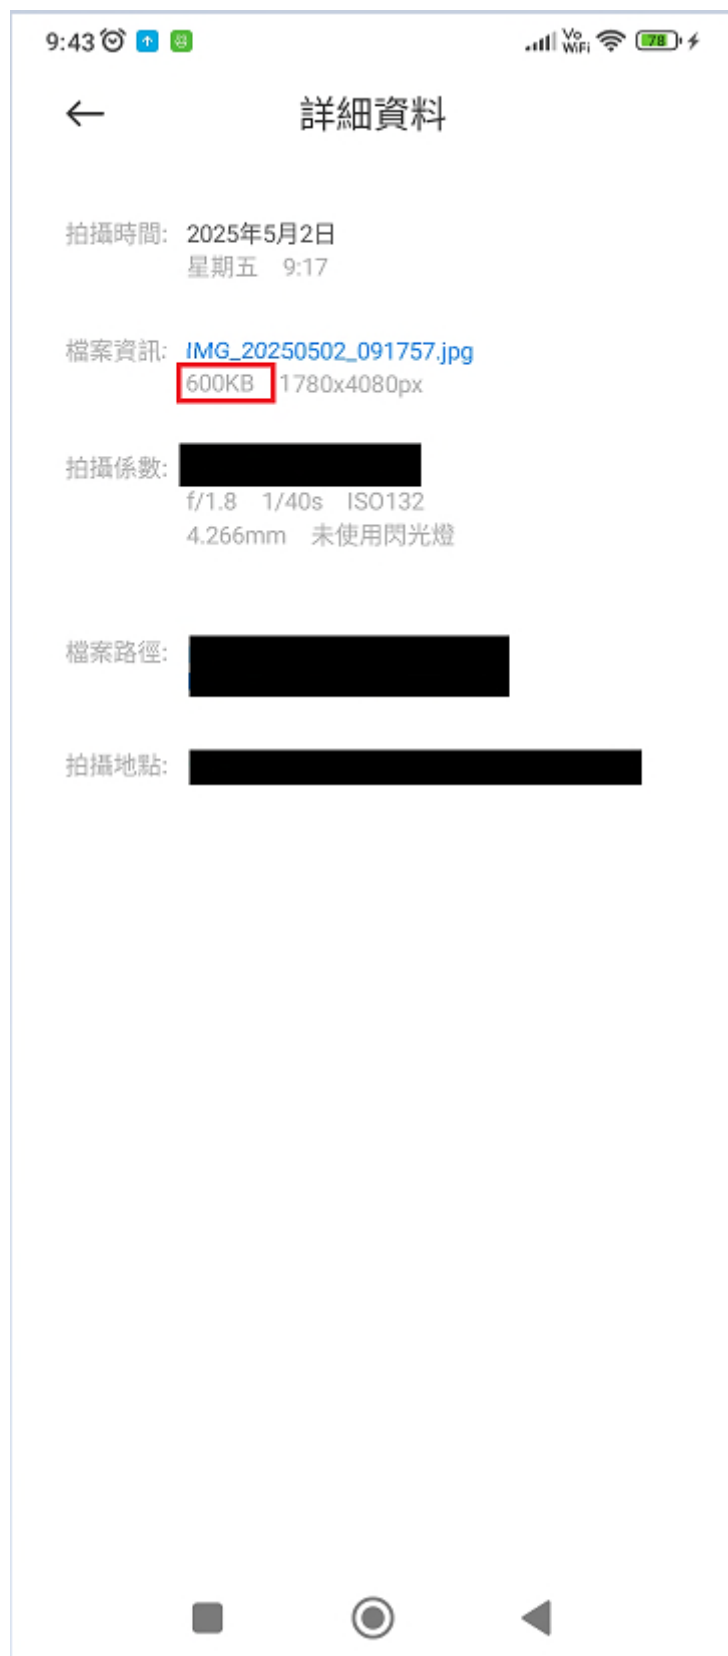 9:43
Vo
WiFi
78
詳細資料
拍攝時間: 2025年5月2日
星期五 9:17
檔案資訊: IMG_20250502_091757.jpg
600KB 1780x4080px
拍攝係數:
f/1.8 1/40s ISO132
4.266mm 未使用閃光燈
檔案路徑:
拍攝地點: